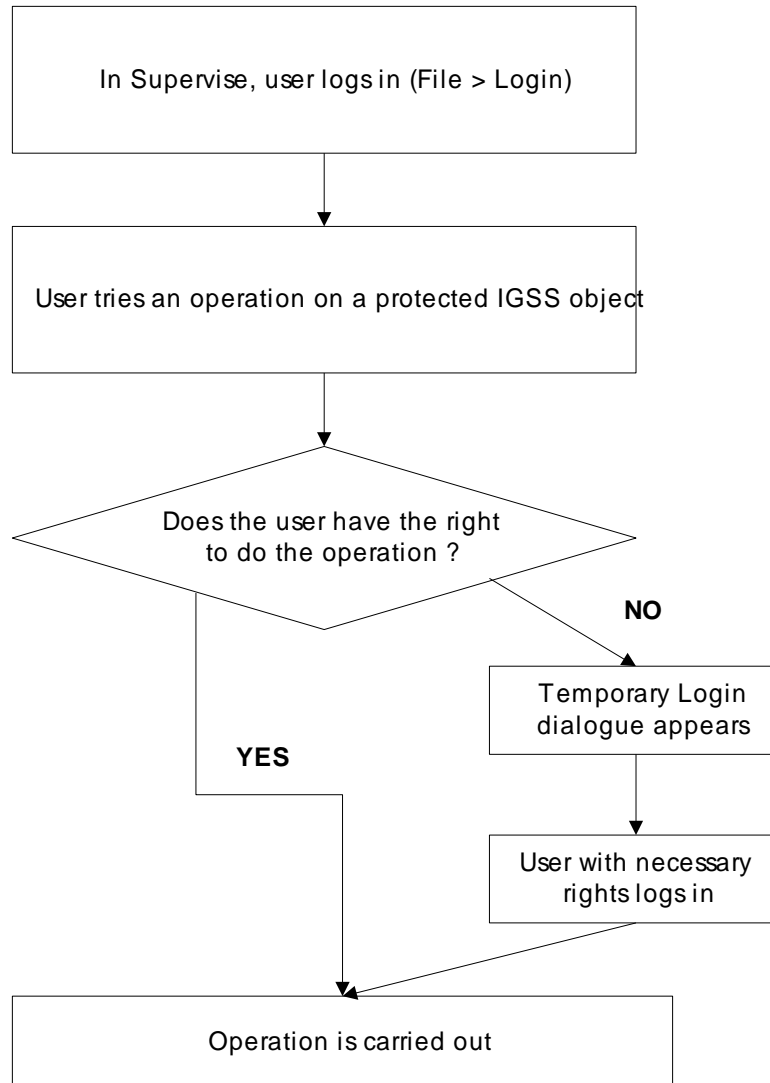 In Supervise, user logs in (File > Login)
User tries an operation on a protected IGSS object
Does the user have the right
to do the operation ?
NO
Temporary Login
dialogue appears
YES
User with necessary
rights logs in
Operation is carried out